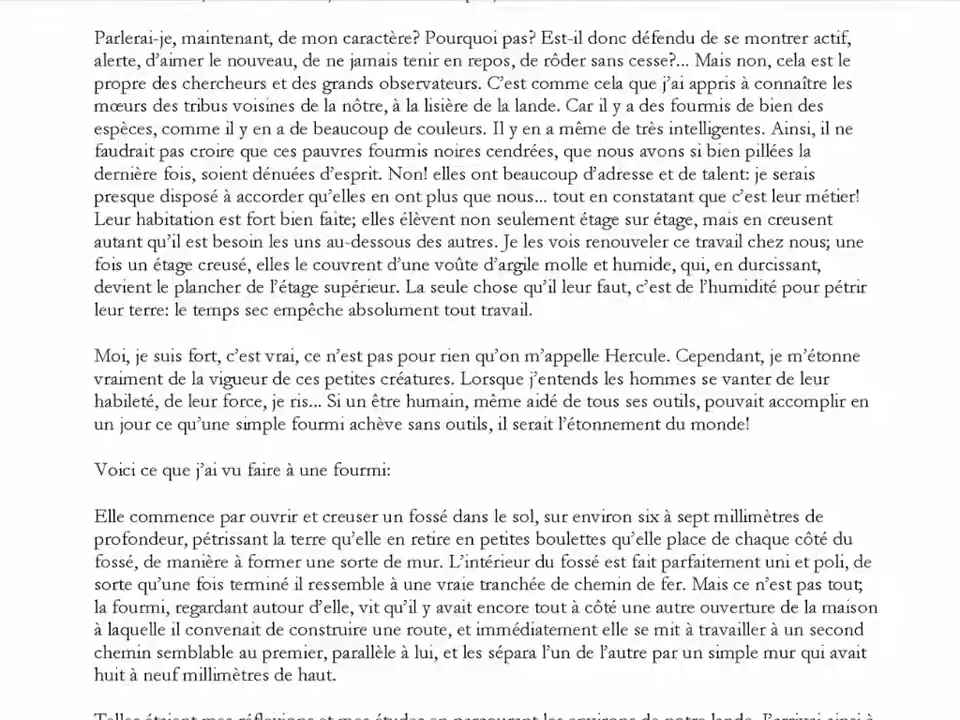 Parlerai-je, maintenant, de mon caractère? Pourquoi pas? Est-il donc défendu de se montrer actif,
alerte, d’aimer le nouveau, de ne jamais tenir en repos, de rôder sans cesse?... Mais non, cela est le
propre des chercheurs et des grands observateurs. C’est comme cela que j’ai appris à connaître les
mœurs des tribus voisines de la nôtre, à la lisière de la lande. Car il y a des fourmis de bien des
espèces, comme il y en a de beaucoup de couleurs. Il y en a même de très intelligentes. Ainsi, il ne
faudrait pas croire que ces pauvres fourmis noires cendrées, que nous avons si bien pillées la
dernière fois, soient dénuées d’esprit. Non! elles ont beaucoup d’adresse et de talent: je serais
presque disposé à accorder qu’elles en ont plus que nous... tout en constatant que c’est leur métier!
Leur habitation est fort bien faite; elles élèvent non seulement étage sur étage, mais en creusent
autant qu’il est besoin les uns au-dessous des autres. Je les vois renouveler ce travail chez nous; une
fois un étage creusé, elles le couvrent d’une voûte d’argile molle et humide, qui, en durcissant,
devient le plancher de l’étage supérieur. La seule chose qu’il leur faut, c’est de l’humidité pour pétrir
leur terre: le temps sec empêche absolument tout travail.
Moi, je suis fort, c’est vrai, ce n’est pas pour rien qu’on m’appelle Hercule. Cependant, je m’étonne
vraiment de la vigueur de ces petites créatures. Lorsque j’entends les hommes se vanter de leur
habileté, de leur force, je ris... Si un être humain, même aidé de tous ses outils, pouvait accomplir en
un jour ce qu’une simple fourmi achève sans outils, il serait l’étonnement du monde!
Voici ce que j’ai vu faire à une fourmi:
Elle commence par ouvrir et creuser un fossé dans le sol, sur environ six à sept millimètres de
profondeur, pétrissant la terre qu’elle en retire en petites boulettes qu’elle place de chaque côté du
fossé, de manière à former une sorte de mur. L’intérieur du fossé est fait parfaitement uni et poli, de
sorte qu’une fois terminé il ressemble à une vraie tranchée de chemin de fer. Mais ce n’est pas tout;
la fourmi, regardant autour d’elle, vit qu’il y avait encore tout à côté une autre ouverture de la maison
à laquelle il convenait de construire une route, et immédiatement elle se mit à travailler à un second
chemin semblable au premier, parallèle à lui, et les sépara l’un de l’autre par un simple mur qui avait
huit à neuf millimètres de haut.
Telles étaient mes réflexions et mes études en parcourant les environs de notre lande. J’arrivai ainsi à